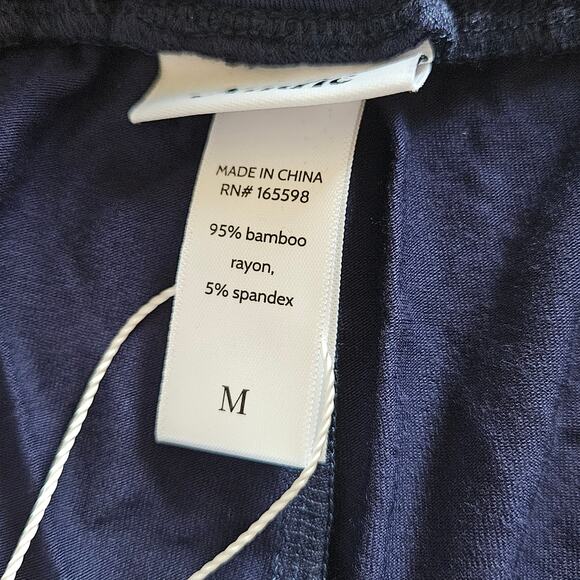 MADE IN CHINA
RN# 165598
95% bamboo
rayon,
5% spandex
M